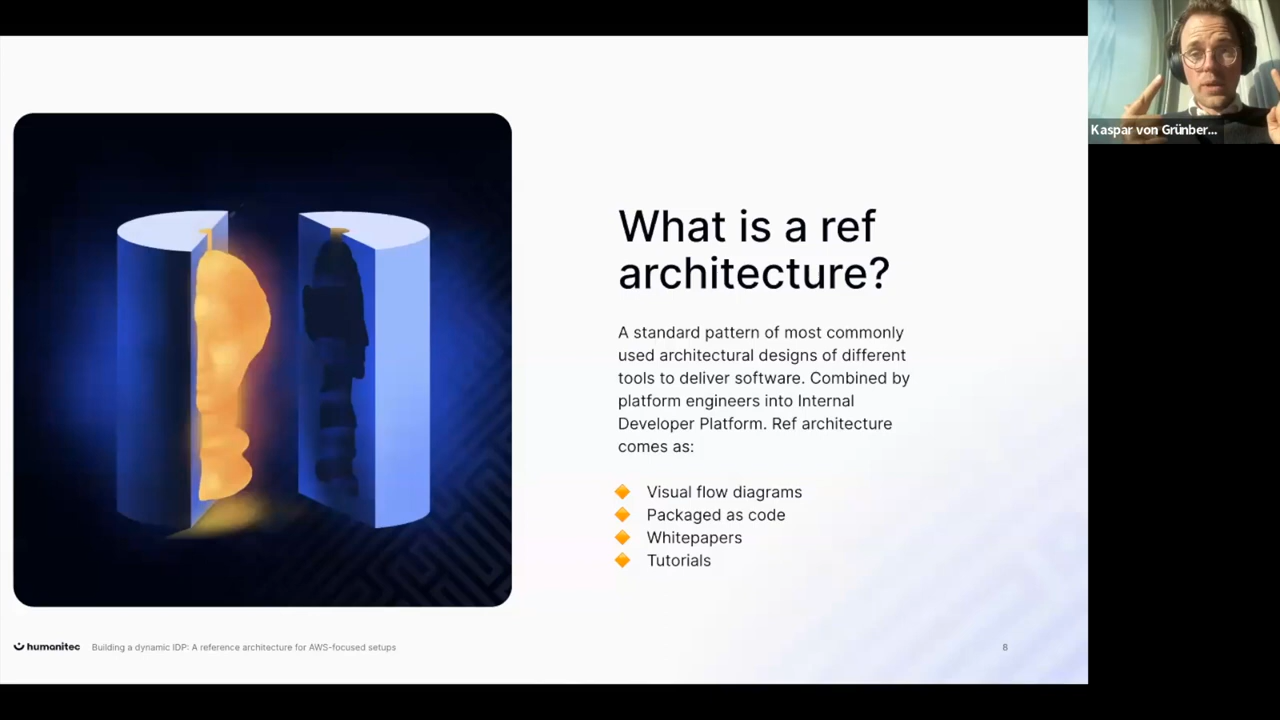 Kaspar von Grünber...
What is a ref
architecture?
A standard pattern of most commonly
used architectural designs of different
tools to deliver software. Combined by
platform engineers into Internal
Developer Platform. Ref architecture
comes as:
Visual flow diagrams
Packaged as code
Whitepapers
Tutorials
humanitec Building a dynamic IDP: A reference architecture for AWS-focused setups 8